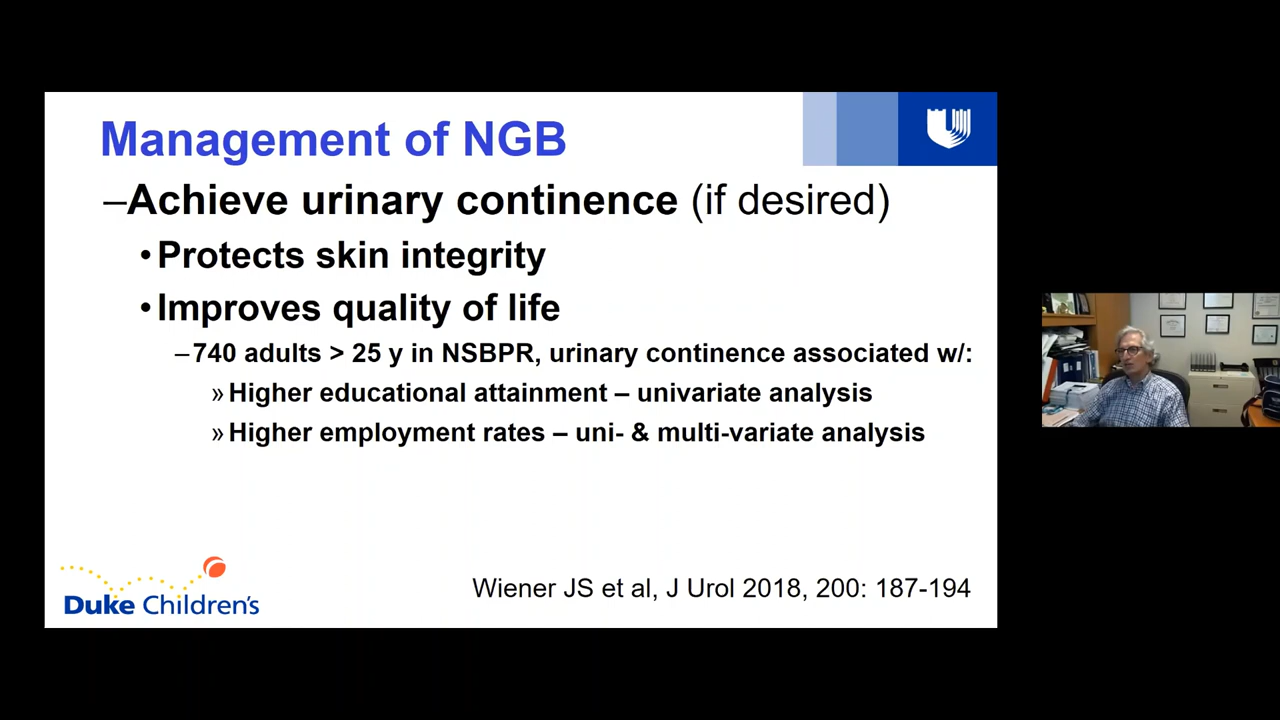 Management of NGB
–Achieve urinary continence (if desired)
•Protects skin integrity
•Improves quality of life
–740 adults > 25 y in NSBPR, urinary continence associated w/:
»Higher educational attainment – univariate analysis
»Higher employment rates – uni- & multi-variate analysis
Wiener JS et al, J Urol 2018, 200: 187-194
Duke Children's